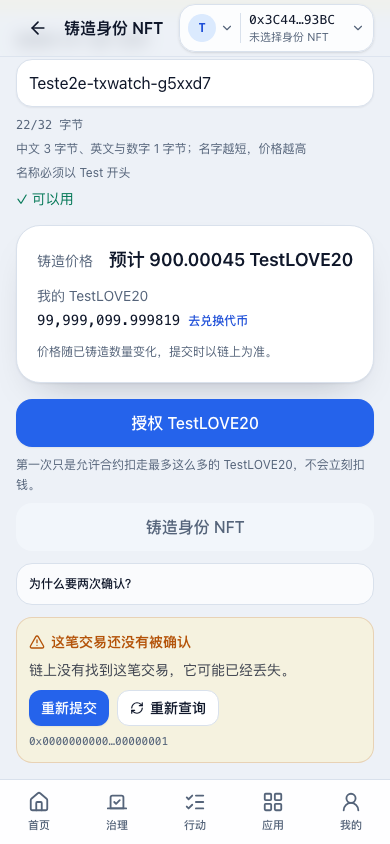 铸造身份 NFT
T
0x3C44…93BC
未选择身份 NFT
Teste2e-txwatch-g5xxd7
22/32 字节
中文 3 字节、英文与数字 1 字节；名字越短，价格越高
名称必须以 Test 开头
✓ 可以用
铸造价格 预计 900.00045 TestLOVE20
我的 TestLOVE20
99,999,099.999819 去兑换代币
价格随已铸造数量变化，提交时以链上为准。
授权 TestLOVE20
第一次只是允许合约扣走最多这么多的 TestLOVE20，不会立刻扣
钱。
铸造身份 NFT
为什么要两次确认?
这笔交易还没有被确认
链上没有找到这笔交易，它可能已经丢失。
重新提交 重新查询
0x0000000000…00000001
首页 治理 行动 应用 我的